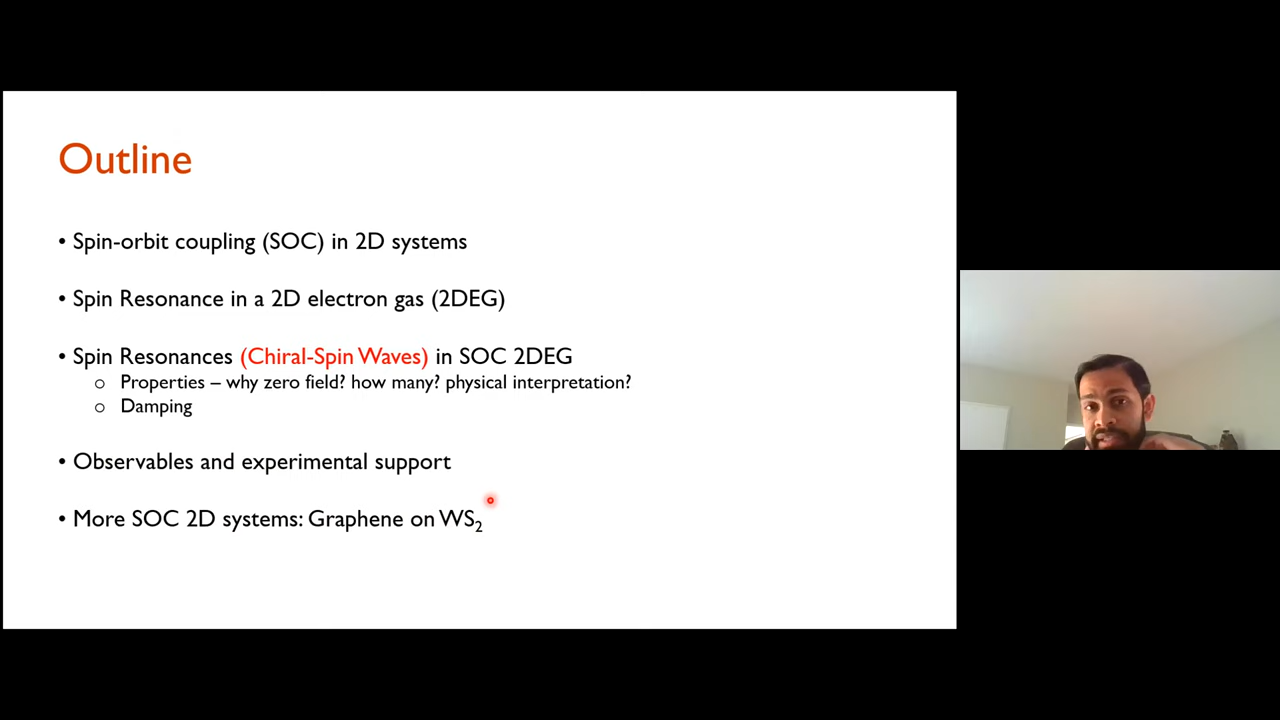 Outline
• Spin-orbit coupling (SOC) in 2D systems
• Spin Resonance in a 2D electron gas (2DEG)
• Spin Resonances (Chiral-Spin Waves) in SOC 2DEG
o Properties – why zero field? how many? physical interpretation?
o Damping
• Observables and experimental support
• More SOC 2D systems: Graphene on WS₂